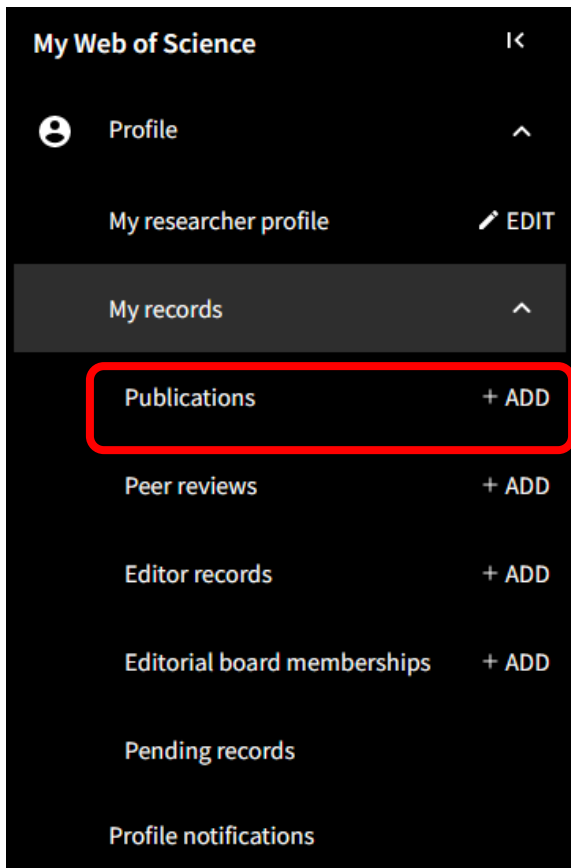 My Web of Science
Profile
My researcher profile EDIT
My records
Publications + ADD
Peer reviews + ADD
Editor records + ADD
Editorial board memberships + ADD
Pending records
Profile notifications